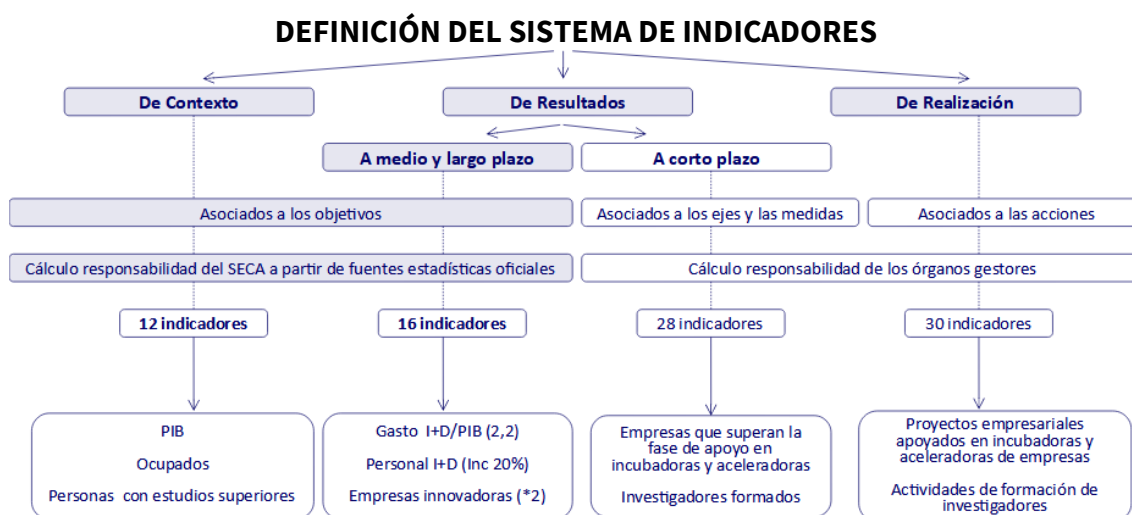 DEFINICIÓN DEL SISTEMA DE INDICADORES
De Contexto
De Resultados
De Realización
A medio y largo plazo
A corto plazo
Asociados a los objetivos
Asociados a los ejes y las medidas
Asociados a las acciones
Cálculo responsabilidad del SECA a partir de fuentes estadísticas oficiales
Cálculo responsabilidad de los órganos gestores
12 indicadores
16 indicadores
28 indicadores
30 indicadores
PIB
Ocupados
Personas con estudios superiores
Gasto I+D/PIB (2,2)
Personal I+D (Inc 20%)
Empresas innovadoras (*2)
Empresas que superan la
fase de apoyo en
incubadoras y aceleradoras
Investigadores formados
Proyectos empresariales
apoyados en incubadoras y
aceleradoras de empresas
Actividades de formación de
investigadores